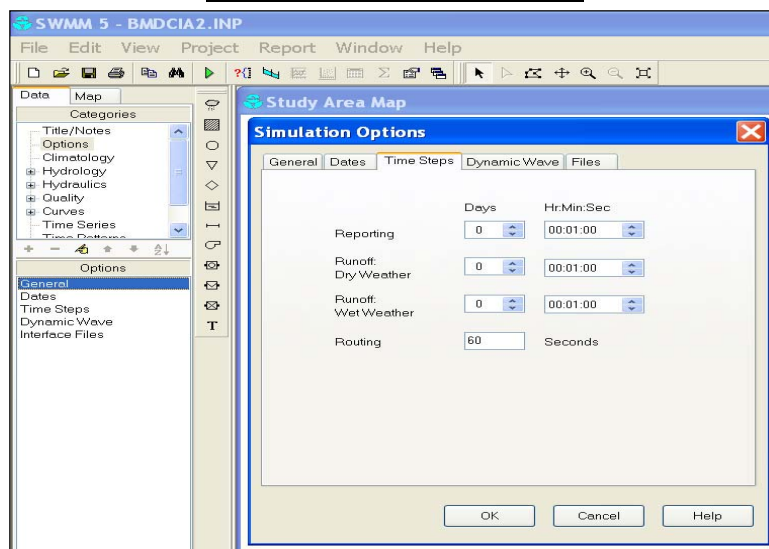 SWMM 5 - BMDCIA2.INP
File Edit View Project Report Window Help
Data Map
Categories
Title/Notes
Options
Climatology
Hydrology
Hydraulics
Quality
Curves
Time Series
Time Patterns
Options
General
Dates
Time Steps
Dynamic Wave
Interface Files
T
Study Area Map
Simulation Options
General Dates Time Steps Dynamic Wave Files
Days Hr:Min:Sec
Reporting 0 00:01:00
Runoff:
Dry Weather 0 00:01:00
Runoff:
Wet Weather 0 00:01:00
Routing 60 Seconds
OK Cancel Help